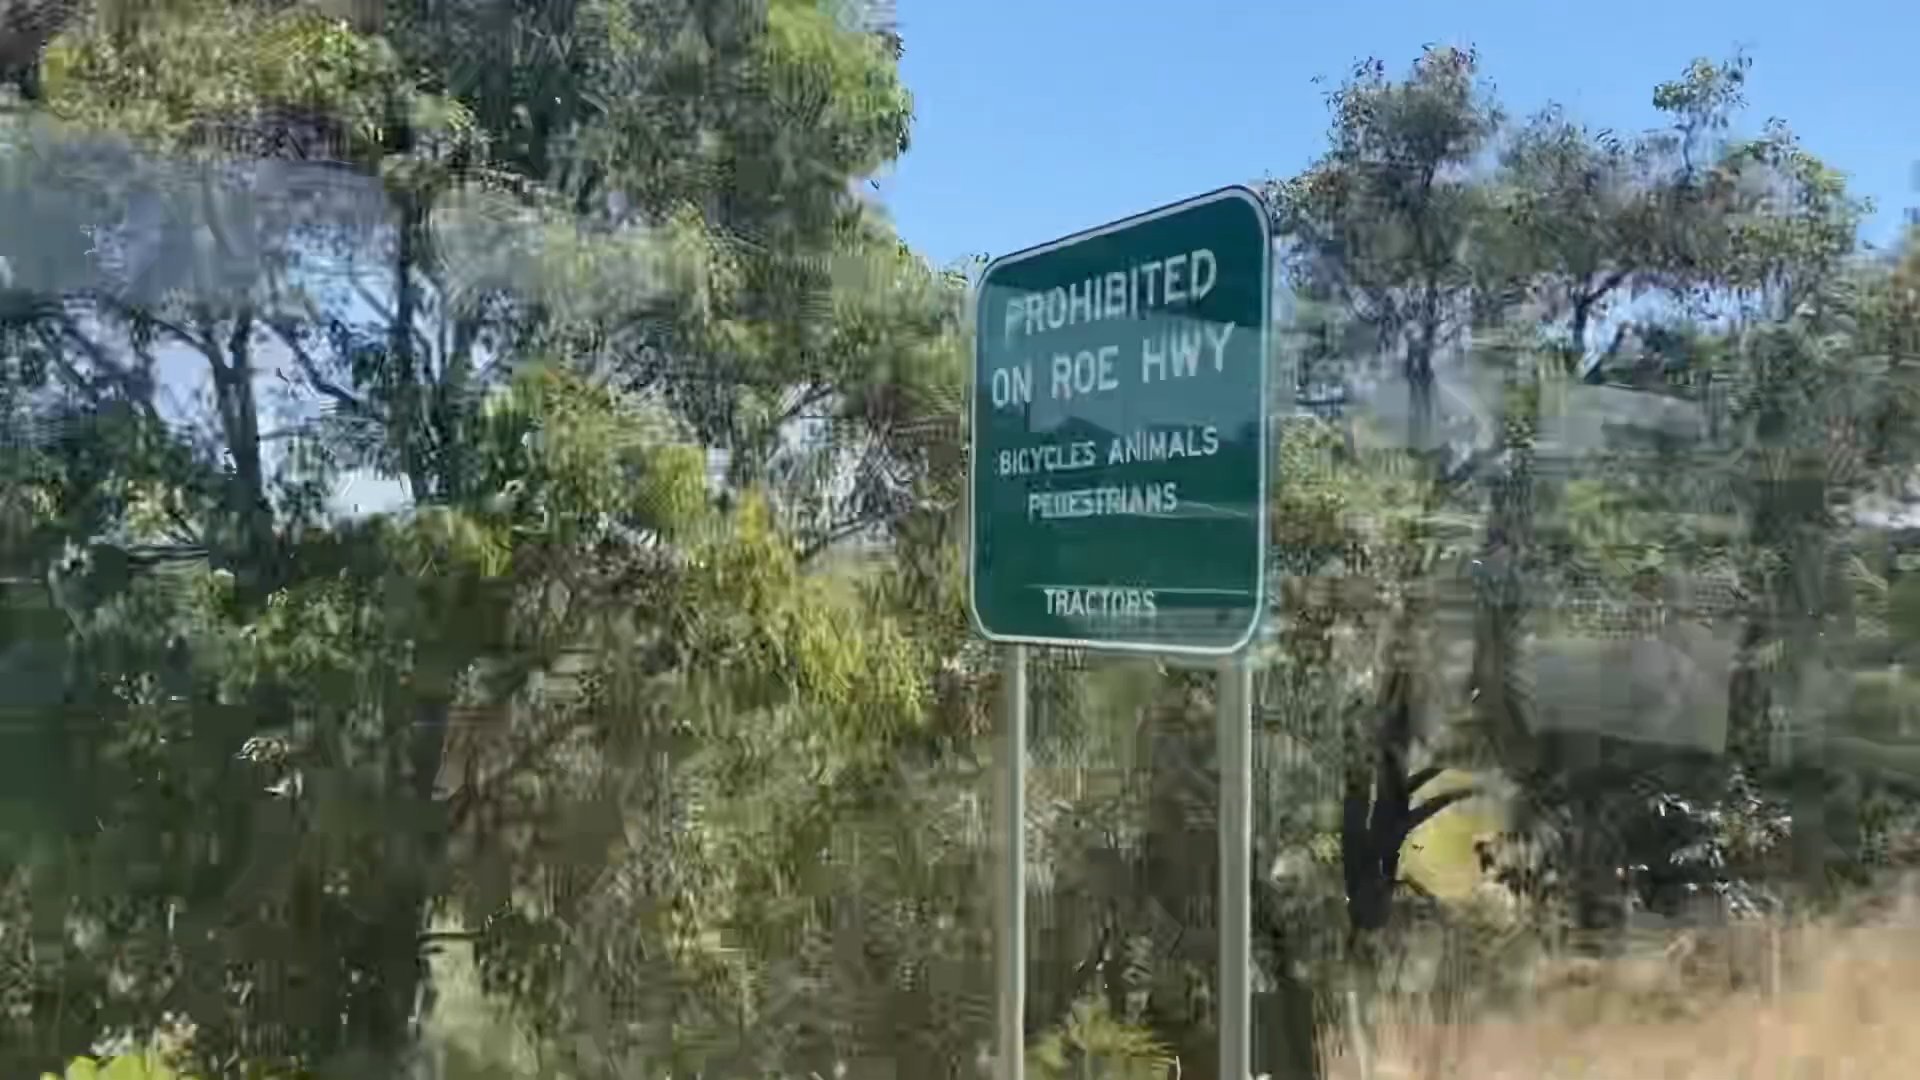 PROHIBITED
ON ROE HWY
BICYCLES ANIMALS
PEDESTRIANS
TRACTORS